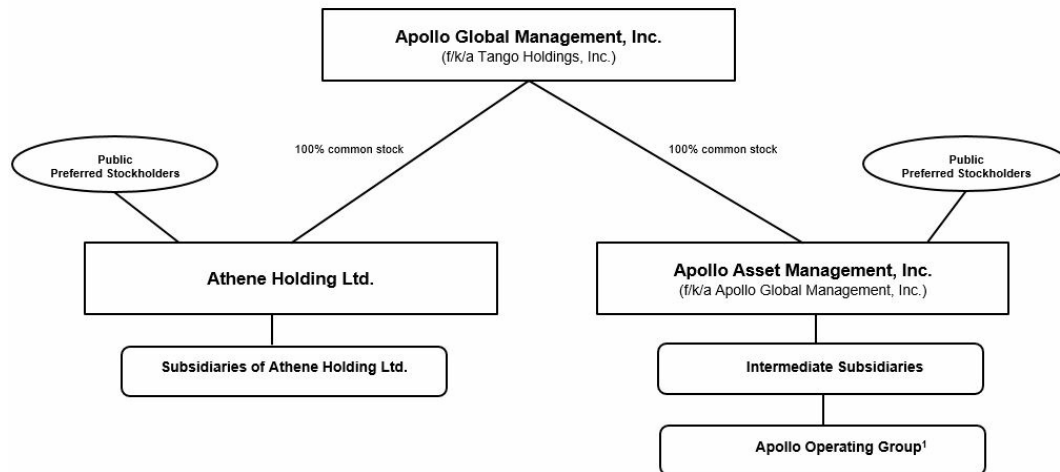 Apollo Global Management, Inc.
(f/k/a Tango Holdings, Inc.)
100% common stock
100% common stock
Public
Preferred Stockholders
Public
Preferred Stockholders
Athene Holding Ltd.
Apollo Asset Management, Inc.
(f/k/a Apollo Global Management, Inc.)
Subsidiaries of Athene Holding Ltd.
Intermediate Subsidiaries
Apollo Operating Group¹